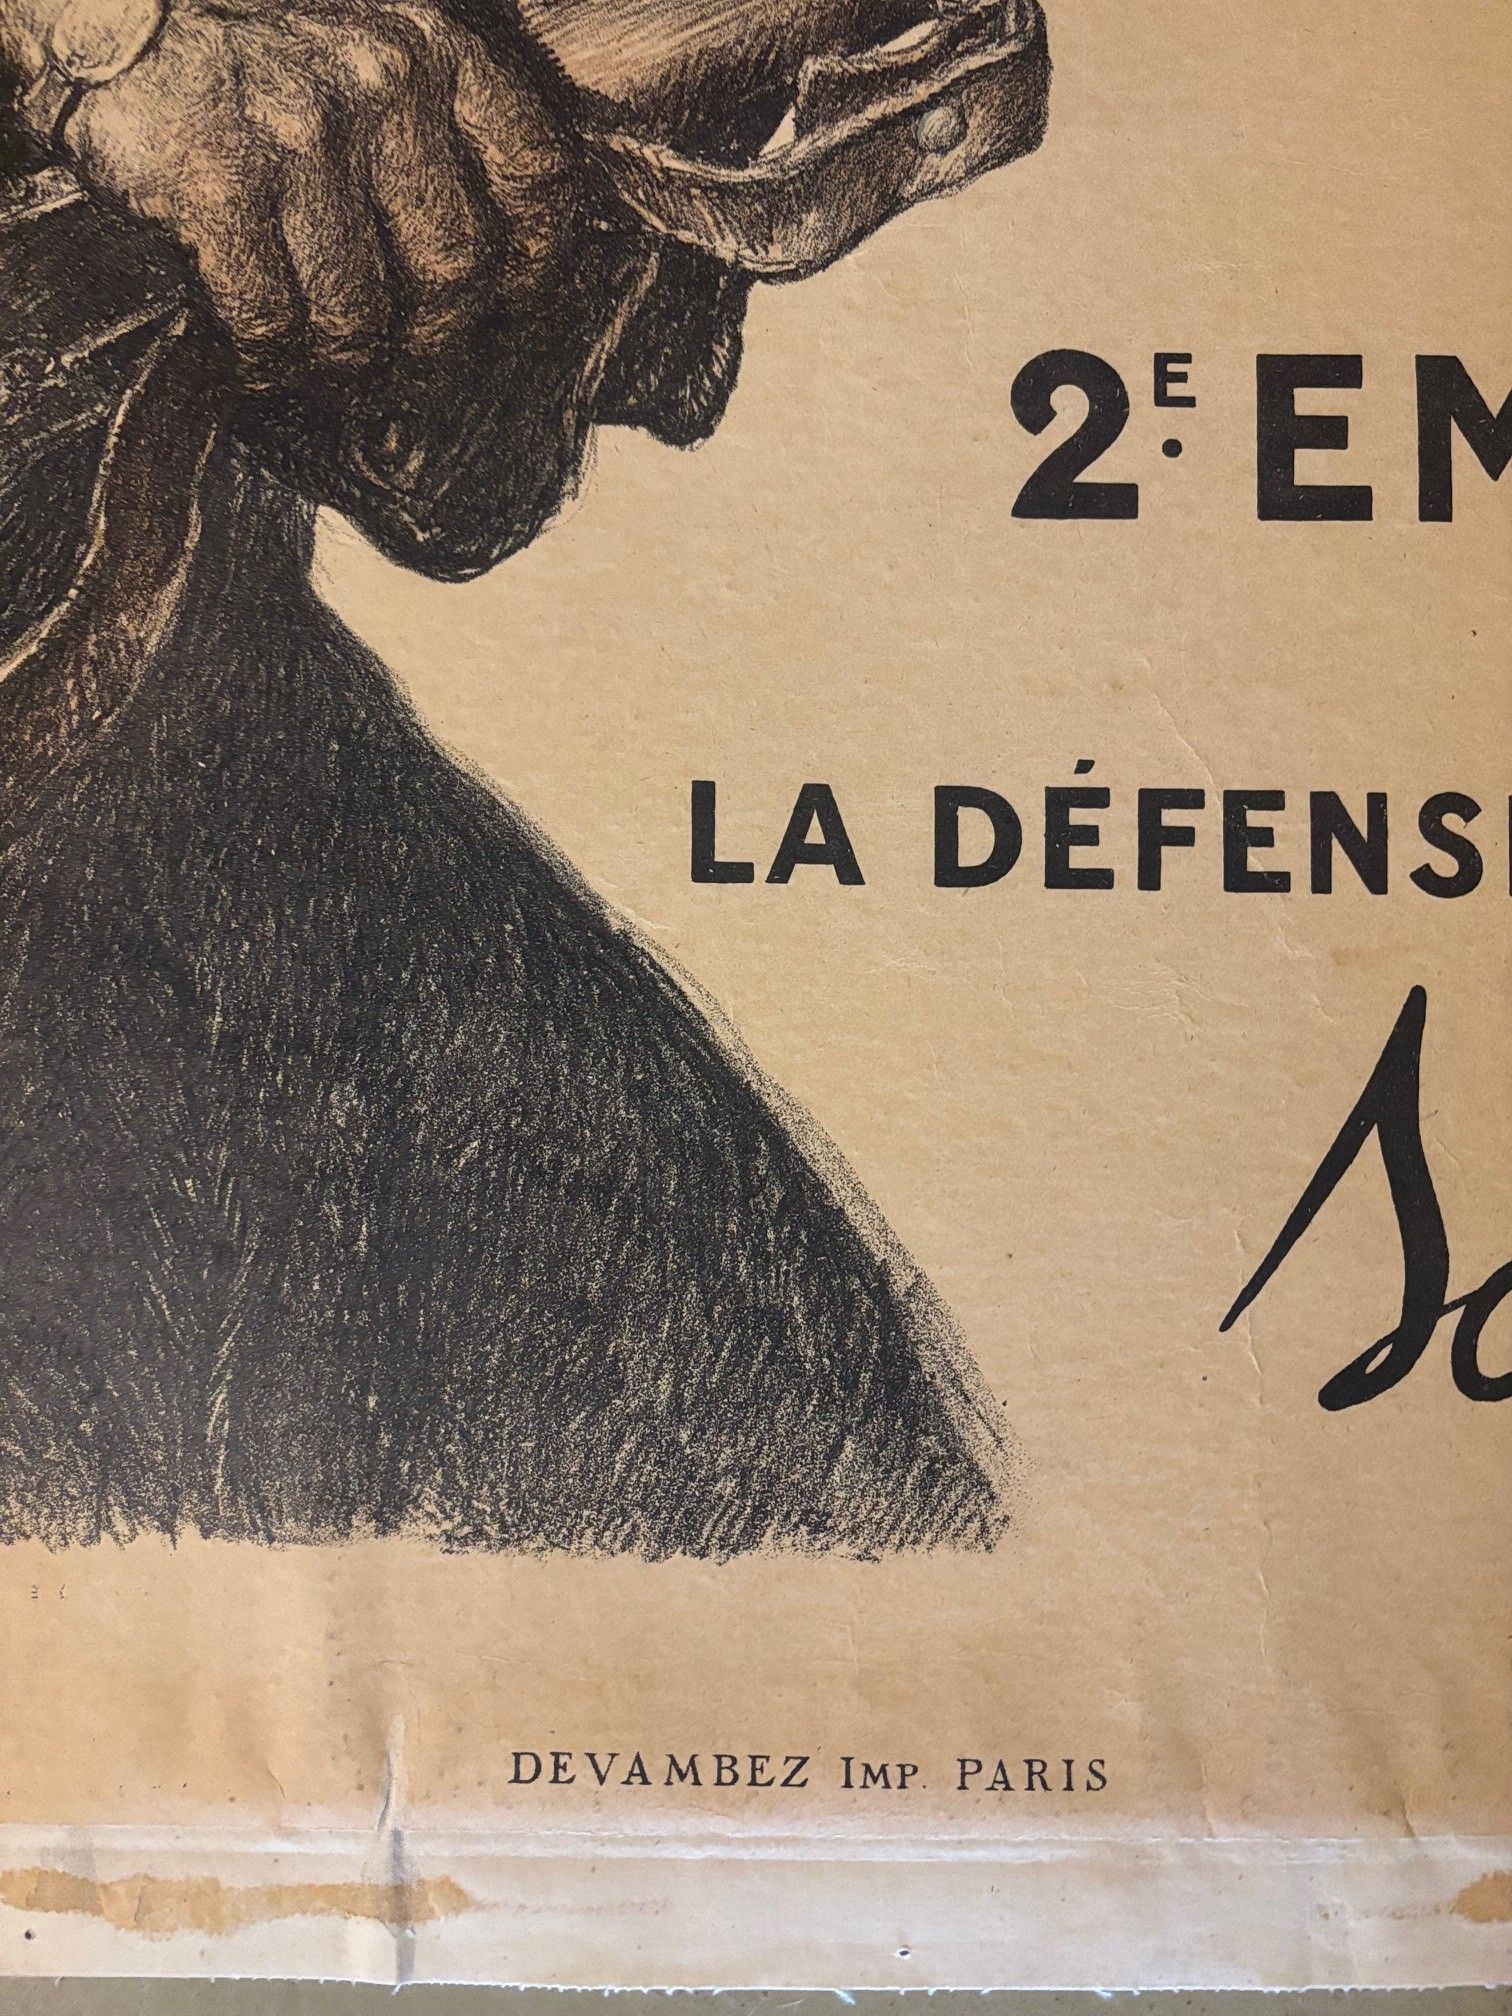 2E. EM
LA DÉFENSE
So
DEVAMBEZ IMP. PARIS